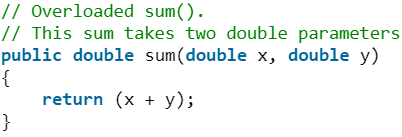 // Overloaded sum().
// This sum takes two double parameters
public double sum(double x, double y)
{
    return (x + y);
}